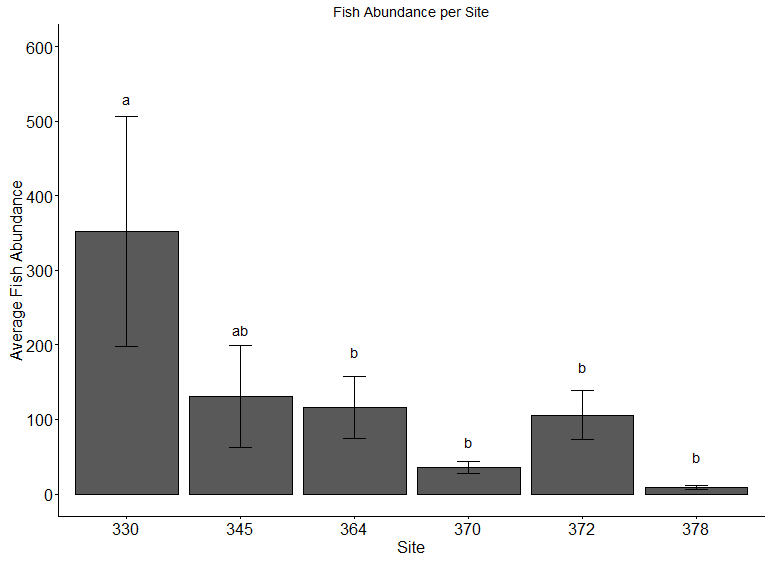 Fish Abundance per Site
Average Fish Abundance
600
500
400
300
200
100
0
a
ab
b
b
b
b
330 345 364 370 372 378
Site